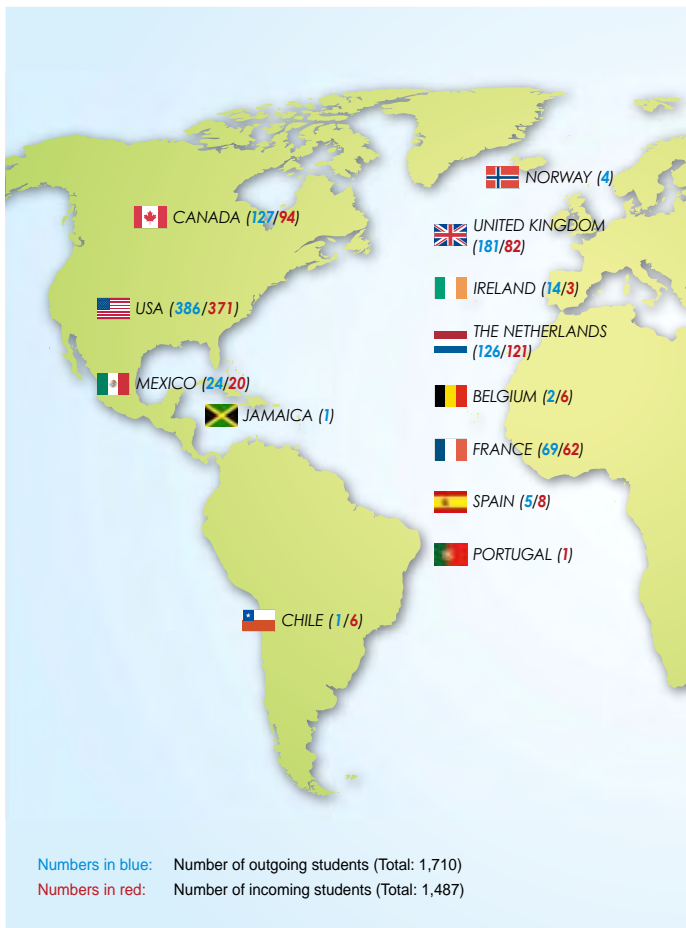 NORWAY (4)
CANADA (127/94)
UNITED KINGDOM
(181/82)
IRELAND (14/3)
USA (386/371)
THE NETHERLANDS
(126/121)
MEXICO (24/20)
BELGIUM (2/6)
JAMAICA (1)
FRANCE (69/62)
SPAIN (5/8)
PORTUGAL (1)
CHILE (1/6)
Numbers in blue: Number of outgoing students (Total: 1,710)
Numbers in red: Number of incoming students (Total: 1,487)